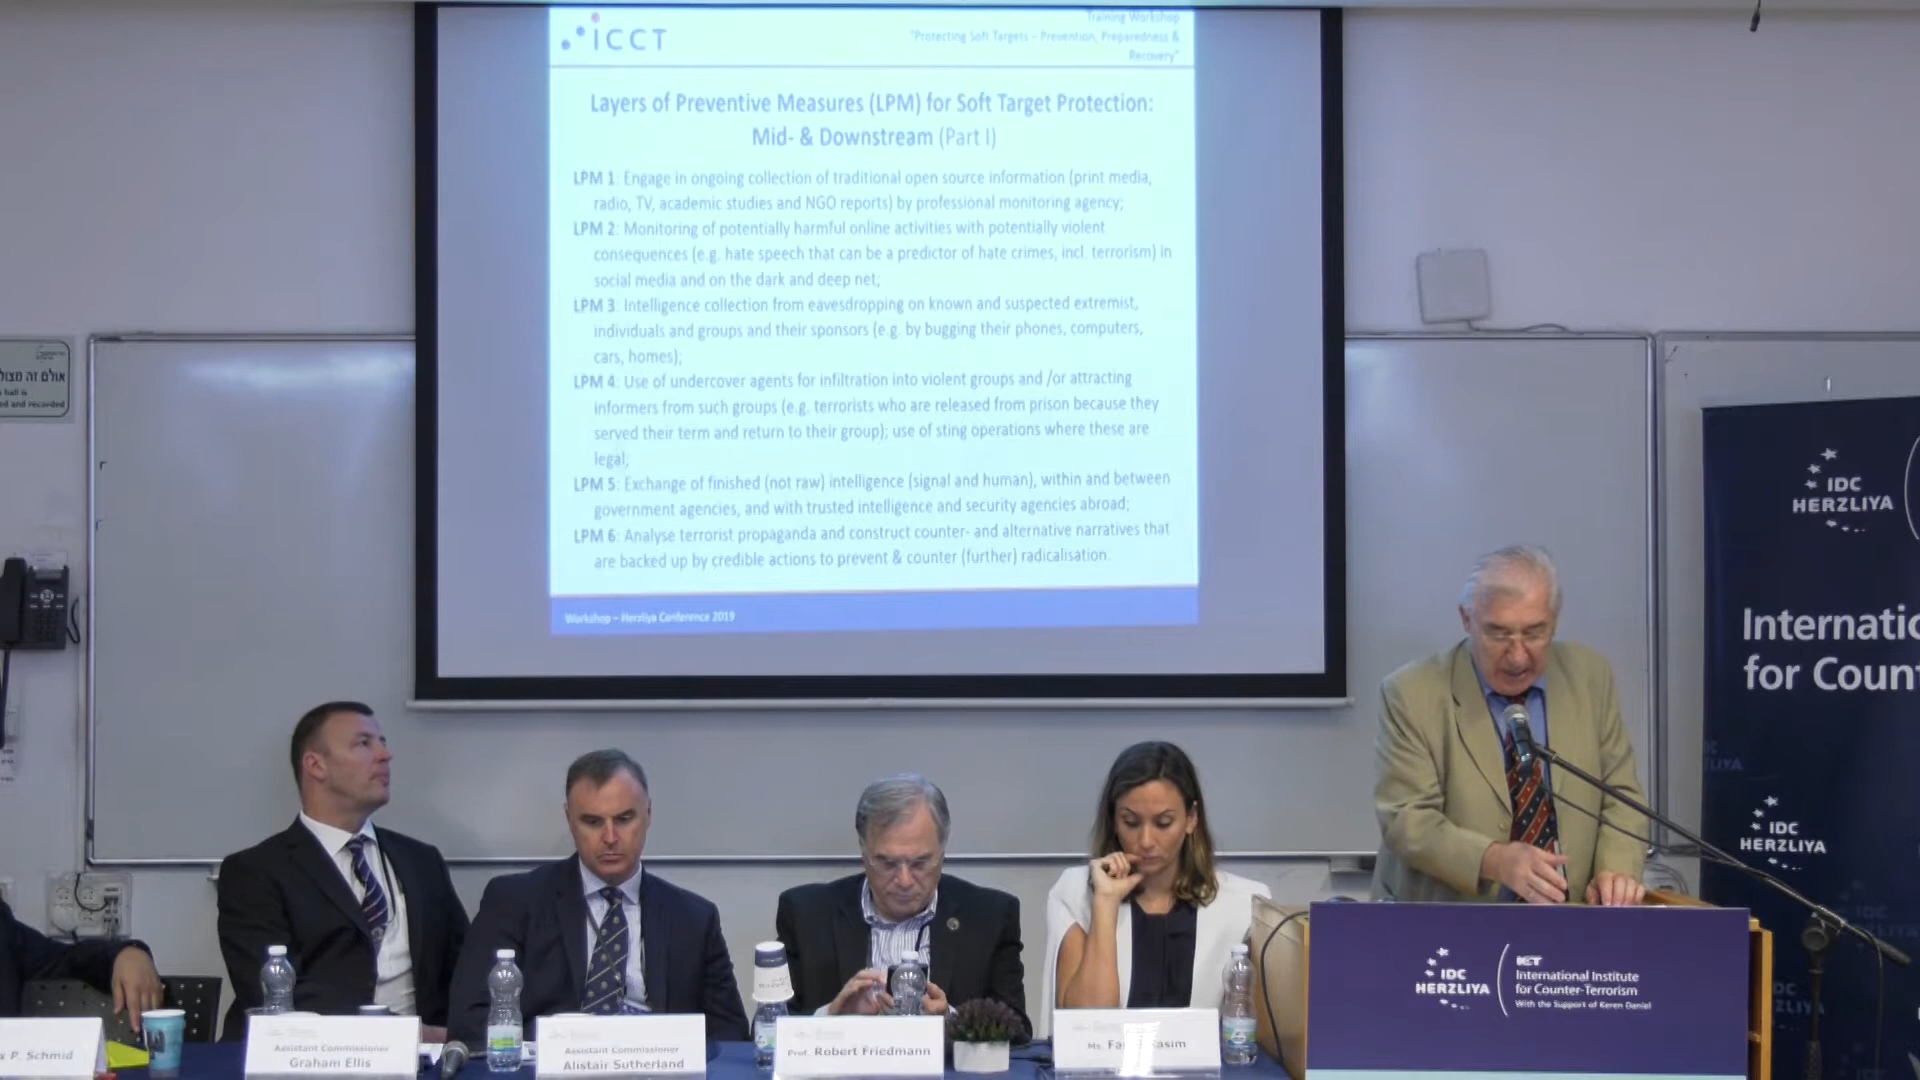 ICCT
Training Workshop
"Protecting Soft Targets – Prevention, Preparedness &
Recovery"
Layers of Preventive Measures (LPM) for Soft Target Protection:
Mid- & Downstream (Part I)
LPM 1: Engage in ongoing collection of traditional open source information (print media,
radio, TV, academic studies and NGO reports) by professional monitoring agency;
LPM 2: Monitoring of potentially harmful online activities with potentially violent
consequences (e.g. hate speech that can be a predictor of hate crimes, incl. terrorism) in
social media and on the dark and deep net;
LPM 3: Intelligence collection from eavesdropping on known and suspected extremist,
individuals and groups and their sponsors (e.g. by bugging their phones, computers,
cars, homes);
LPM 4: Use of undercover agents for infiltration into violent groups and /or attracting
informers from such groups (e.g. terrorists who are released from prison because they
served their term and return to their group); use of sting operations where these are
legal;
LPM 5: Exchange of finished (not raw) intelligence (signal and human), within and between
government agencies, and with trusted intelligence and security agencies abroad;
LPM 6: Analyse terrorist propaganda and construct counter- and alternative narratives that
are backed up by credible actions to prevent & counter (further) radicalisation.
Workshop – Herzliya Conference 2019
אולם זה
hall is
and recorded
IDC
HERZLIYA
Internatio
for Coun
IDC
HERZLIYA
IDC
HERZLIYA
ICT
International Institute
for Counter-Terrorism
With the Support of Keren Daniel
P. Schmid
Assistant Commissioner
Graham Ellis
Assistant Commissioner
Alistair Sutherland
Prof. Robert Friedmann
Ms.